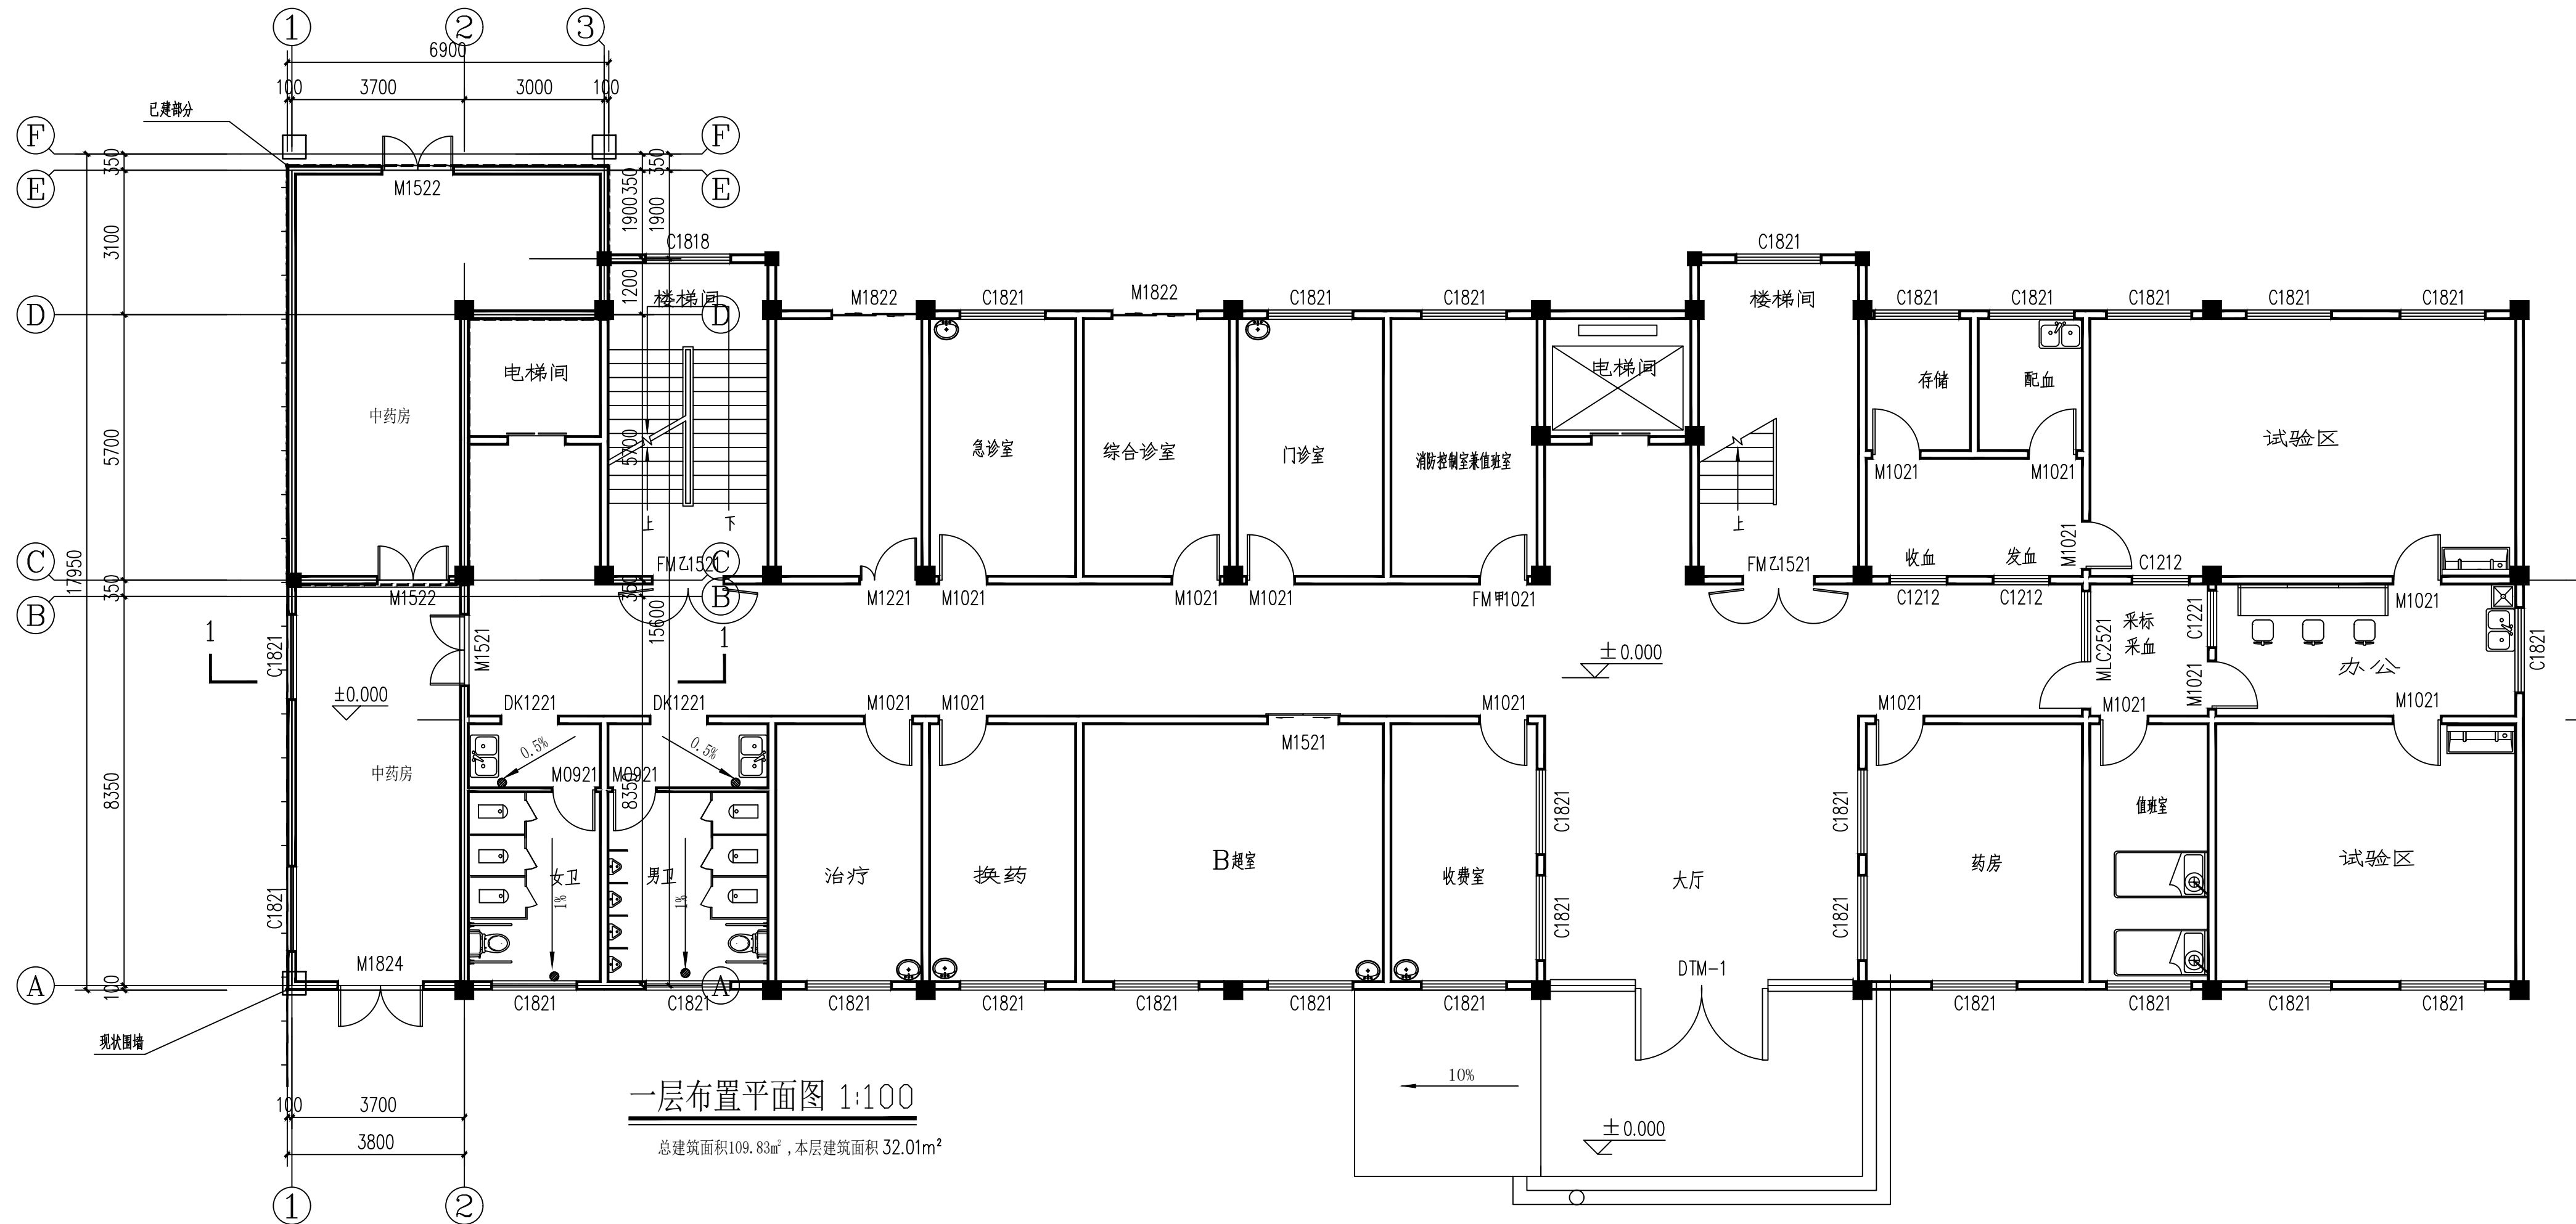 1 2 3
6900
100 3700 3000 100
已建部分
F F
350 350 350
E E
M1522
1900 1900
3100
C1818 C1821
1200
楼梯间 M1822 C1821 M1822 C1821 C1821 楼梯间 C1821 C1821 C1821 C1821 C1821
D D
电梯间 电梯间
存储 配血
中药房
5700 5700
急诊室 综合诊室 门诊室 消防控制室兼值班室
试验区
M1021 M1021
上 下 上
M1021
收血 发血
C C
17950
FM乙1521 FM乙1521
C1212
350 350
M1522
M1221 M1021 M1021 M1021 FM甲1021
C1212 C1212
M1021
B B
15600
1 1
C1821 M1521
MLC2521
采标
采血
C1221
办公
C1821
±0.000
±0.000
M1021
DK1221 DK1221 M1021 M1021 M1021 M1021 M1021 M1021
0.5% 0.5%
M1521
中药房
M0921 M0921
8350 8350
C1821 C1821
值班室
女卫 男卫
治疗 换药 B超室 收费室 大厅 药房 试验区
1% 1%
C1821 C1821 C1821
M1824
DTM-1
A A
100
C1821 C1821 C1821 C1821 C1821 C1821 C1821 C1821 C1821 C1821 C1821
现状围墙
10%
一层布置平面图 1:100
100 3700
±0.000
3800
总建筑面积109.83㎡,本层建筑面积 32.01m²
1 2